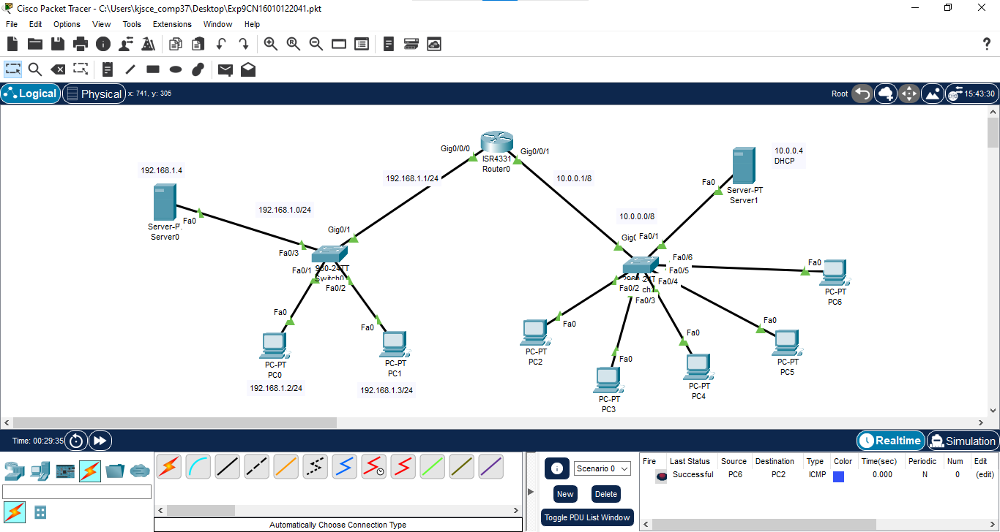 Cisco Packet Tracer - C:\Users\kjsce_comp37\Desktop\Exp9CN16010122041.pkt
File Edit Options View Tools Extensions Window Help
Logical Physical x: 741, y: 305 Root 15:43:30
192.168.1.4
Server-P
Server0
Fa0
192.168.1.0/24
192.168.1.1/24
Gig0/0/0
ISR4331
Router0
Gig0/0/1
10.0.0.1/8
10.0.0.4
DHCP
Fa0
Server-PT
Server1
10.0.0.0/8
Gig0/1
Fa0/3
Fa0/1
2960-24TT
Switch0
Fa0/2
Fa0/1
Fa0/6
Fa0/5
Fa0/4
Fa0/2
Fa0/3
Fa0
PC-PT
PC0
192.168.1.2/24
Fa0
PC-PT
PC1
192.168.1.3/24
Fa0
PC-PT
PC2
Fa0
PC-PT
PC3
Fa0
PC-PT
PC4
Fa0
PC-PT
PC5
Fa0
PC-PT
PC6
Time: 00:29:35 Realtime Simulation
Automatically Choose Connection Type
Scenario 0
New Delete
Toggle PDU List Window
Fire Last Status Source Destination Type Color Time(sec) Periodic Num Edit
Successful PC6 PC2 ICMP 0.000 N 0 (edit)